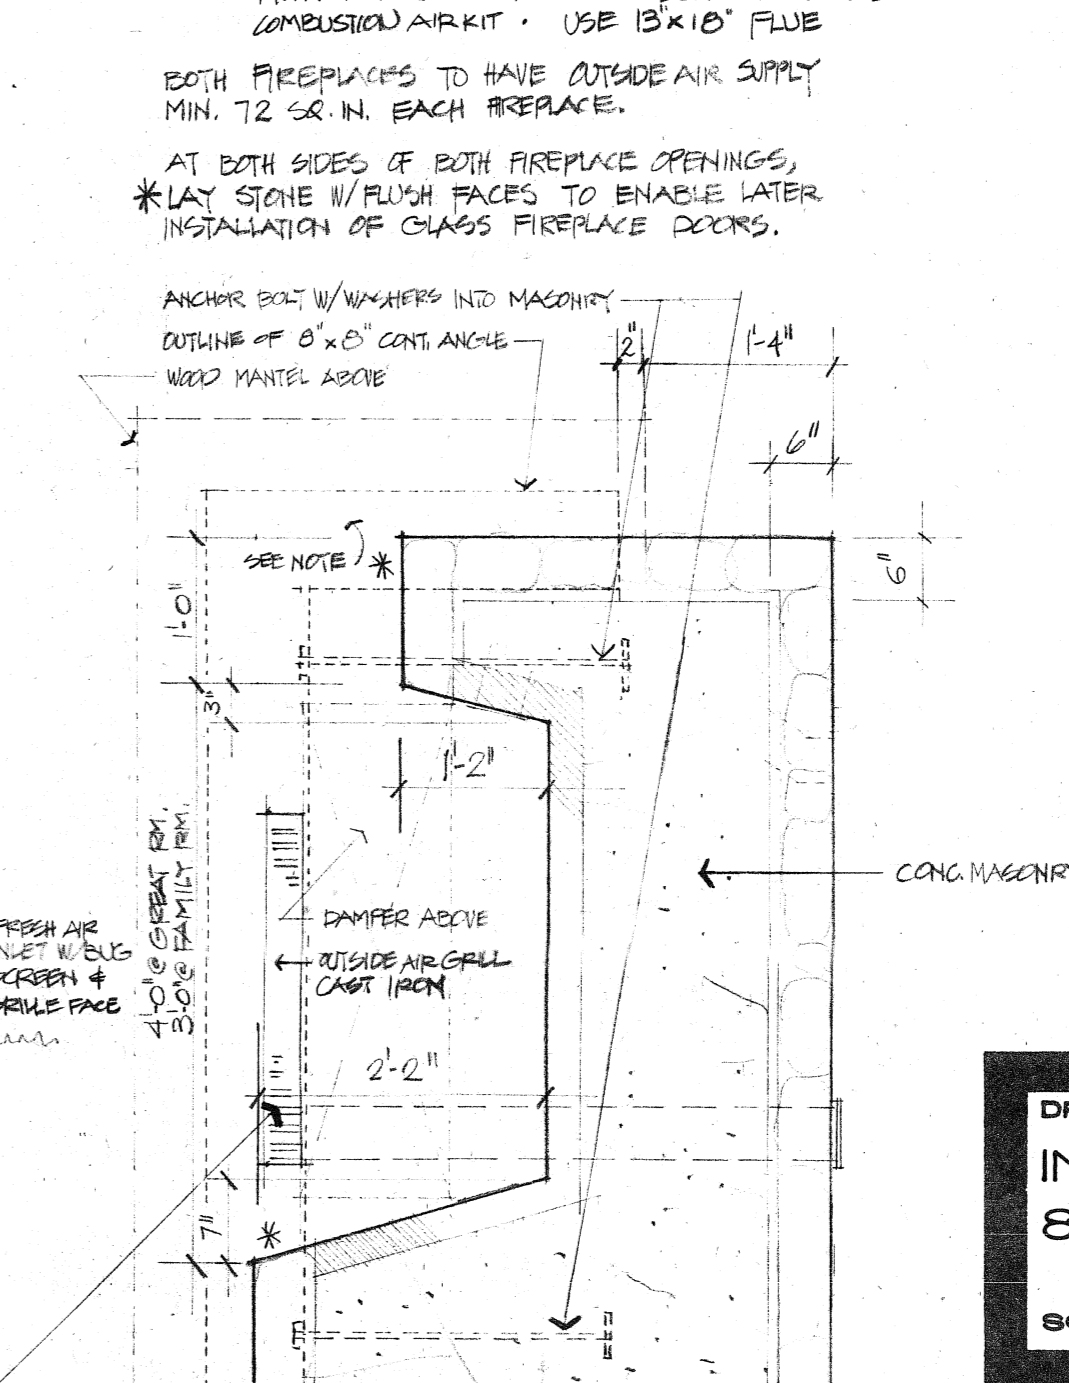 COMBUSTION AIR KIT . USE 13"x18" FLUE
BOTH FIREPLACES TO HAVE OUTSIDE AIR SUPPLY
MIN. 72 SQ. IN. EACH FIREPLACE.
AT BOTH SIDES OF BOTH FIREPLACE OPENINGS,
* LAY STONE W/ FLUSH FACES TO ENABLE LATER
INSTALLATION OF GLASS FIREPLACE DOORS.
ANCHOR BOLT W/WASHERS INTO MASONRY
OUTLINE OF 8"x8" CONT. ANGLE
WOOD MANTEL ABOVE
2"
1'-4"
6"
SEE NOTE *
6"
1'-0"
3"
1'-2"
4'-0" @ GREAT RM.
3'-0" @ FAMILY RM.
CONC. MASONR
DAMPER ABOVE
OUTSIDE AIR GRILL
CAST IRON
FRESH AIR
NLET W/BUG
SCREEN &
GRILLE FACE
2'-2"
7"
*
IN
8